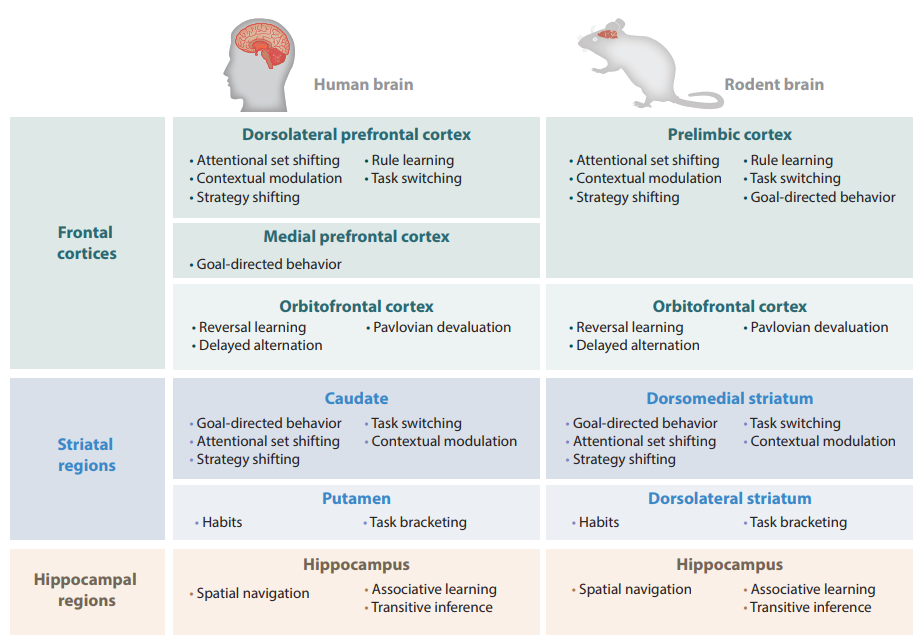 Human brain
Rodent brain
Frontal
cortices
Dorsolateral prefrontal cortex
• Attentional set shifting
• Contextual modulation
• Strategy shifting
• Rule learning
• Task switching
Medial prefrontal cortex
• Goal-directed behavior
Prelimbic cortex
• Attentional set shifting
• Contextual modulation
• Strategy shifting
• Rule learning
• Task switching
• Goal-directed behavior
Orbitofrontal cortex
• Reversal learning
• Delayed alternation
• Pavlovian devaluation
Orbitofrontal cortex
• Reversal learning
• Delayed alternation
• Pavlovian devaluation
Striatal
regions
Caudate
• Goal-directed behavior
• Attentional set shifting
• Strategy shifting
• Task switching
• Contextual modulation
Dorsomedial striatum
• Goal-directed behavior
• Attentional set shifting
• Strategy shifting
• Task switching
• Contextual modulation
Putamen
• Habits
• Task bracketing
Dorsolateral striatum
• Habits
• Task bracketing
Hippocampal
regions
Hippocampus
• Spatial navigation
• Associative learning
• Transitive inference
Hippocampus
• Spatial navigation
• Associative learning
• Transitive inference